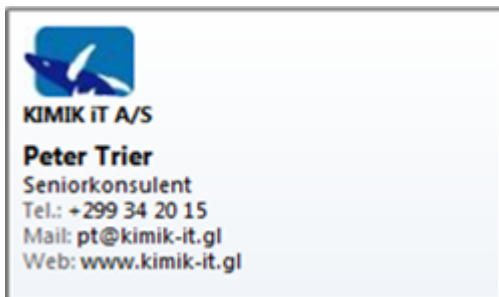 KIMIK iT A/S
Peter Trier
Seniorkonsulent
Tel.: +299 34 20 15
Mail: pt@kimik-it.gl
Web: www.kimik-it.gl